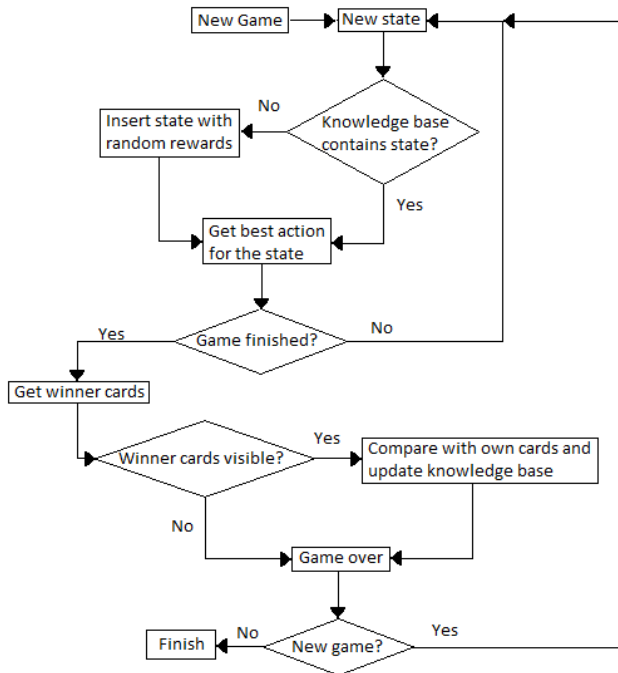 New Game
New state
No
Knowledge base
contains state?
Insert state with
random rewards
Yes
Get best action
for the state
Yes
Game finished?
No
Get winner cards
Winner cards visible?
Yes
Compare with own cards and
update knowledge base
No
Game over
Finish
No
New game?
Yes